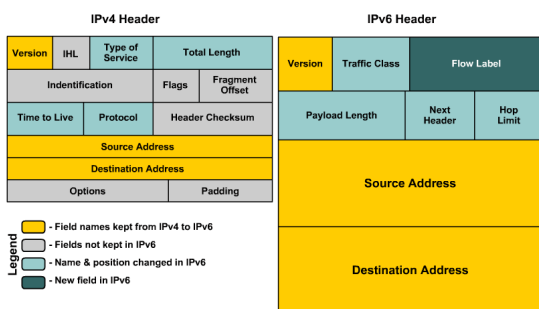 IPv4 Header
Version IHL Type of Service Total Length
Indentification Flags Fragment Offset
Time to Live Protocol Header Checksum
Source Address
Destination Address
Options Padding
Legend
- Field names kept from IPv4 to IPv6
- Fields not kept in IPv6
- Name & position changed in IPv6
- New field in IPv6
IPv6 Header
Version Traffic Class Flow Label
Payload Length Next Header Hop Limit
Source Address
Destination Address